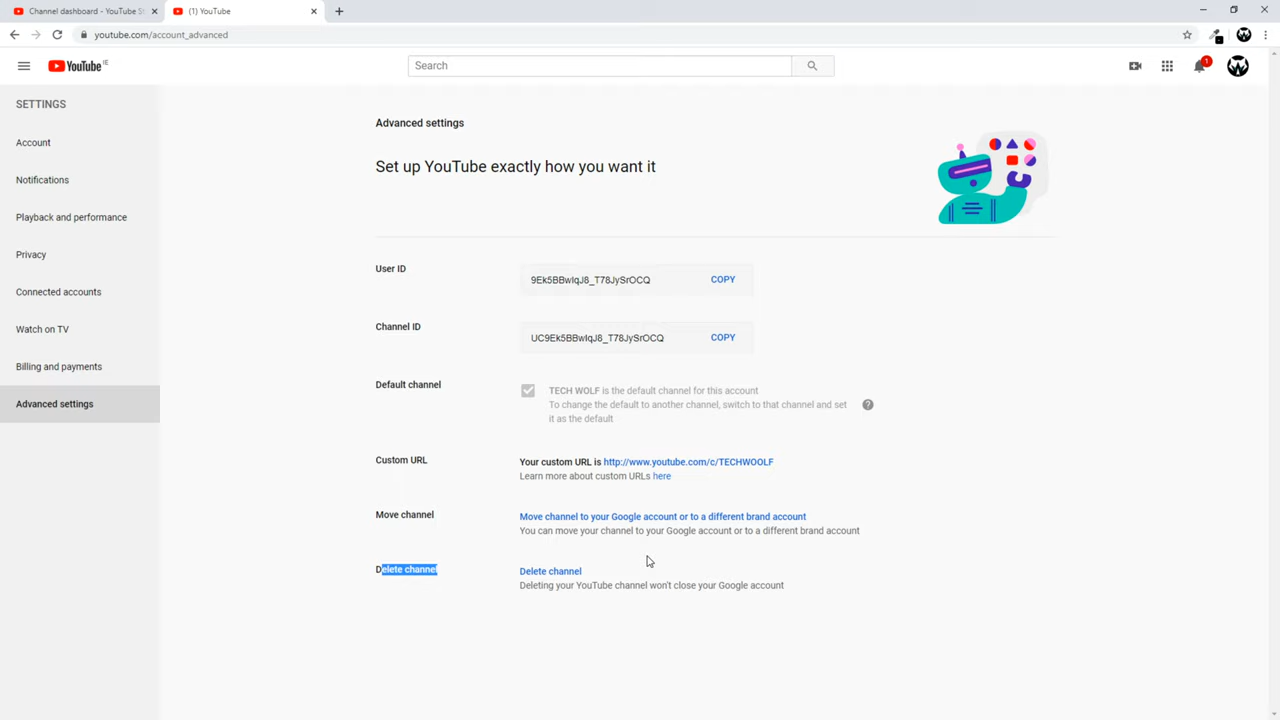 Channel dashboard - YouTube St
(1) YouTube
youtube.com/account_advanced
YouTube IE
Search
1
SETTINGS
Account
Notifications
Playback and performance
Privacy
Connected accounts
Watch on TV
Billing and payments
Advanced settings
Advanced settings
Set up YouTube exactly how you want it
User ID
9Ek5BBwIqJ8_T78JySrOCQ COPY
Channel ID
UC9Ek5BBwIqJ8_T78JySrOCQ COPY
Default channel
TECH WOLF is the default channel for this account
To change the default to another channel, switch to that channel and set
it as the default
Custom URL
Your custom URL is http://www.youtube.com/c/TECHWOOLF
Learn more about custom URLs here
Move channel
Move channel to your Google account or to a different brand account
You can move your channel to your Google account or to a different brand account
Delete channel
Delete channel
Deleting your YouTube channel won't close your Google account